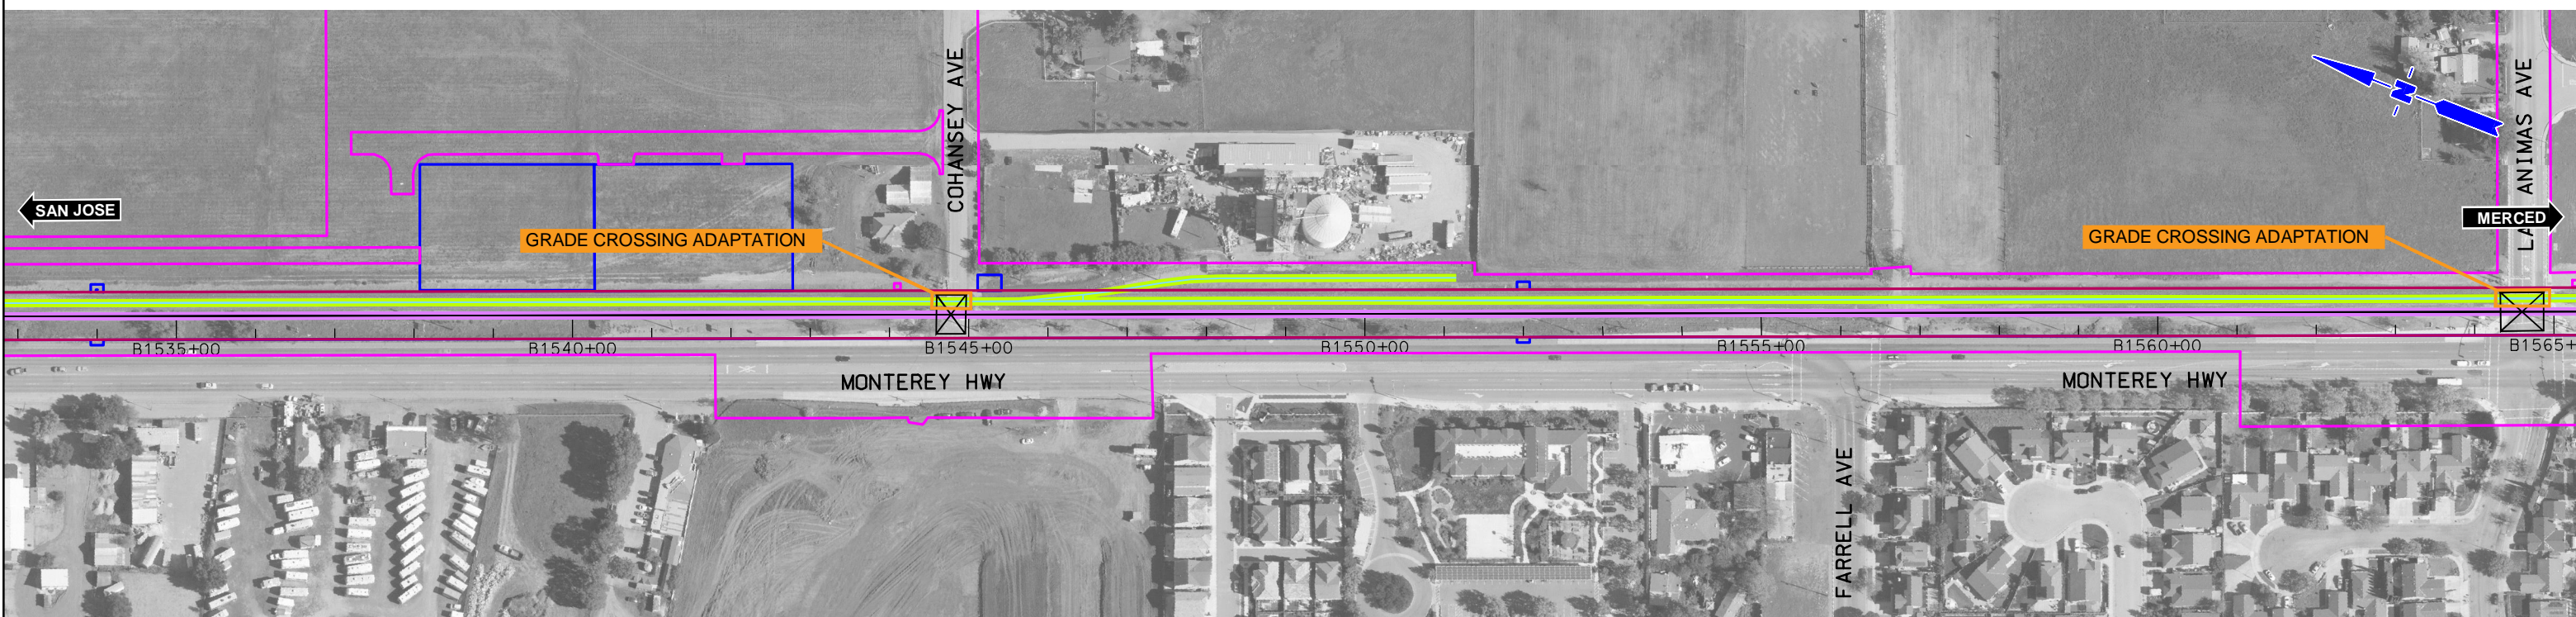 COHANSEY AVE
LAS ANIMAS AVE
N
SAN JOSE
MERCED
GRADE CROSSING ADAPTATION
GRADE CROSSING ADAPTATION
B1535+00
B1540+00
B1545+00
B1550+00
B1555+00
B1560+00
B1565+
MONTEREY HWY
MONTEREY HWY
FARRELL AVE